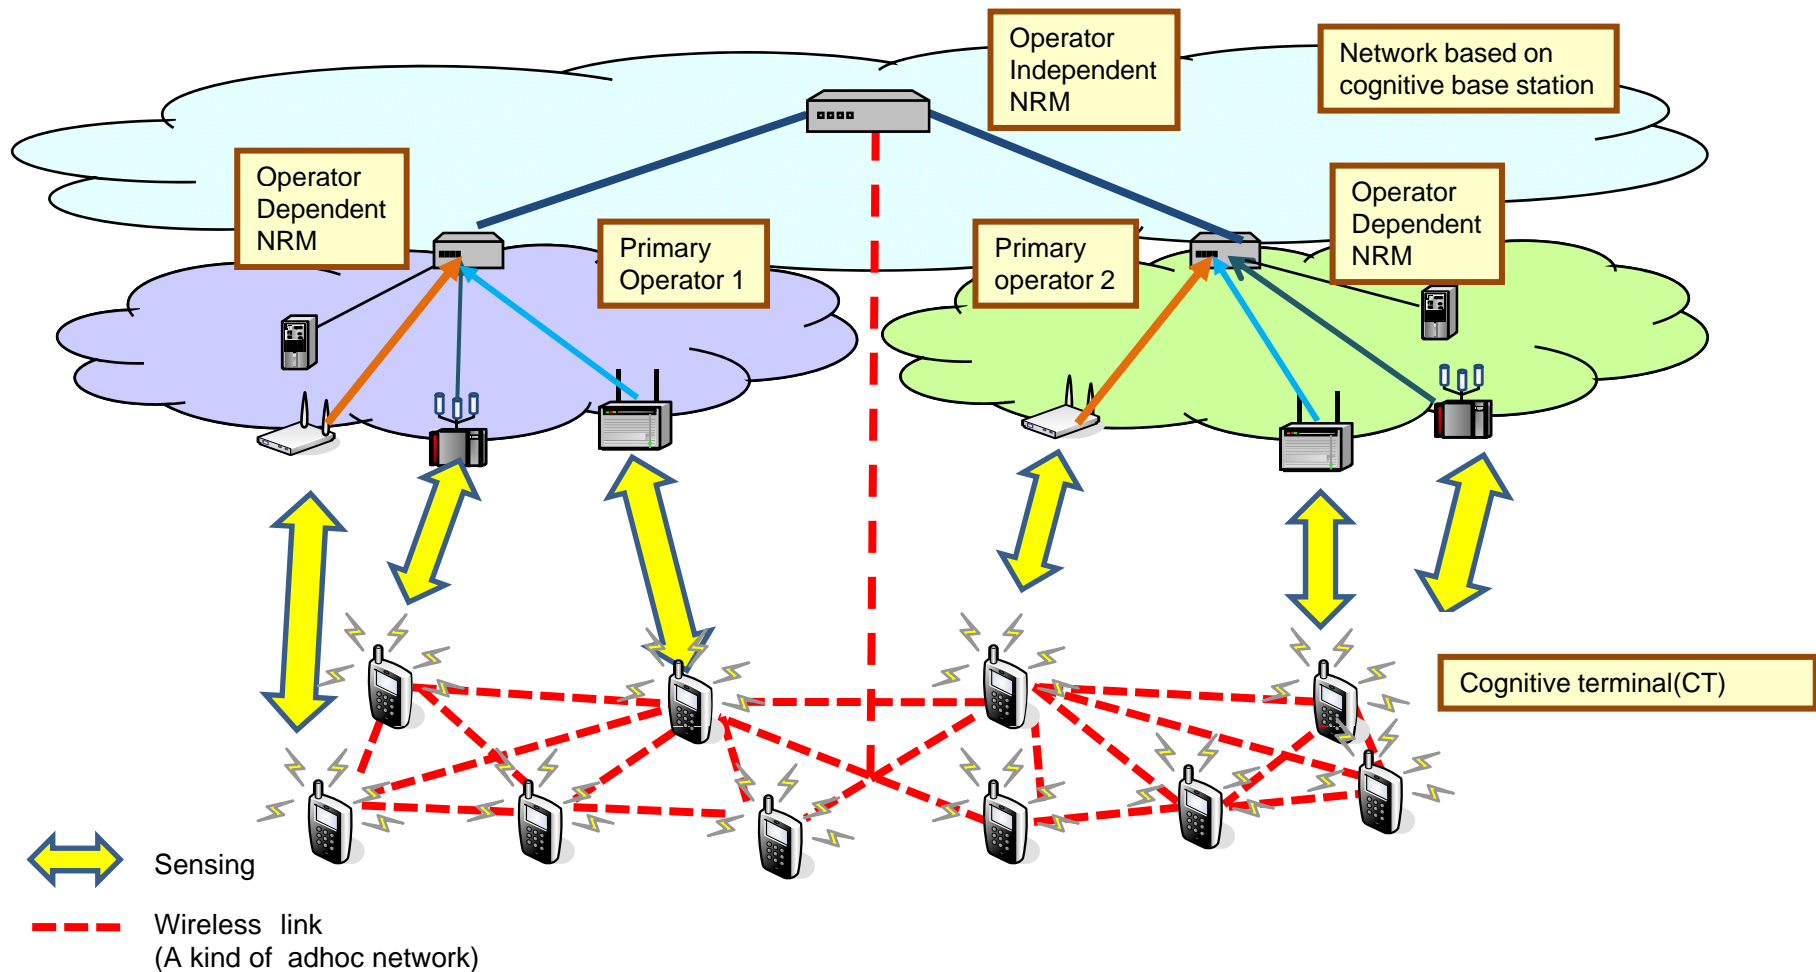 Operator
Independent
NRM
Network based on
cognitive base station
Operator
Dependent
NRM
Primary
Operator 1
Primary
operator 2
Operator
Dependent
NRM
Cognitive terminal(CT)
Sensing
Wireless link
(A kind of adhoc network)